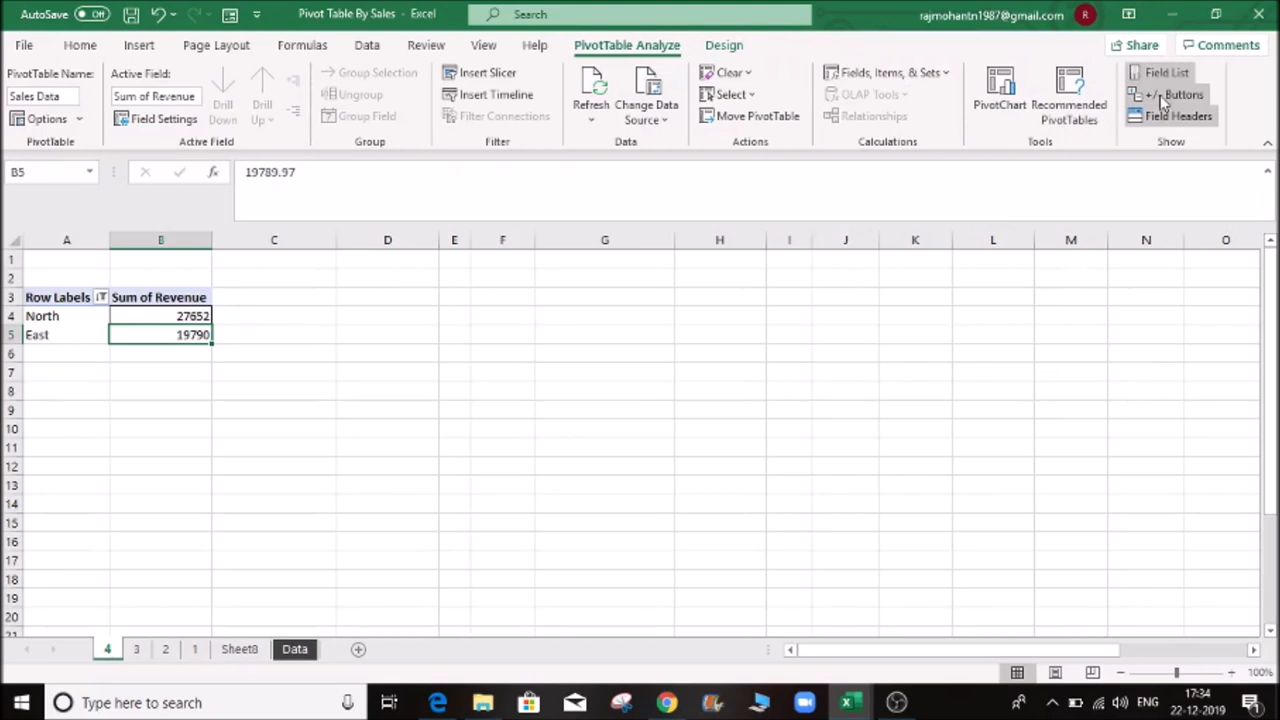 AutoSave Off Pivot Table By Sales - Excel Search rajmohantn1987@gmail.com R
File Home Insert Page Layout Formulas Data Review View Help PivotTable Analyze Design Share Comments
PivotTable Name: Active Field: Group Selection Insert Slicer Clear Fields, Items, & Sets Field List
Sales Data Sum of Revenue Drill Down Drill Up Ungroup Insert Timeline Refresh Change Data Source Select OLAP Tools PivotChart Recommended PivotTables +/- Buttons
Options Field Settings Group Field Filter Connections Move PivotTable Relationships Field Headers
PivotTable Active Field Group Filter Data Actions Calculations Tools Show
B5 fx 19789.97
A B C D E F G H I J K L M N O
1
2
3 Row Labels Sum of Revenue
4 North 27652
5 East 19790
6
7
8
9
10
11
12
13
14
15
16
17
18
19
20
21
4 3 2 1 Sheet8 Data
100%
Type here to search ENG 17:34
22-12-2019 1